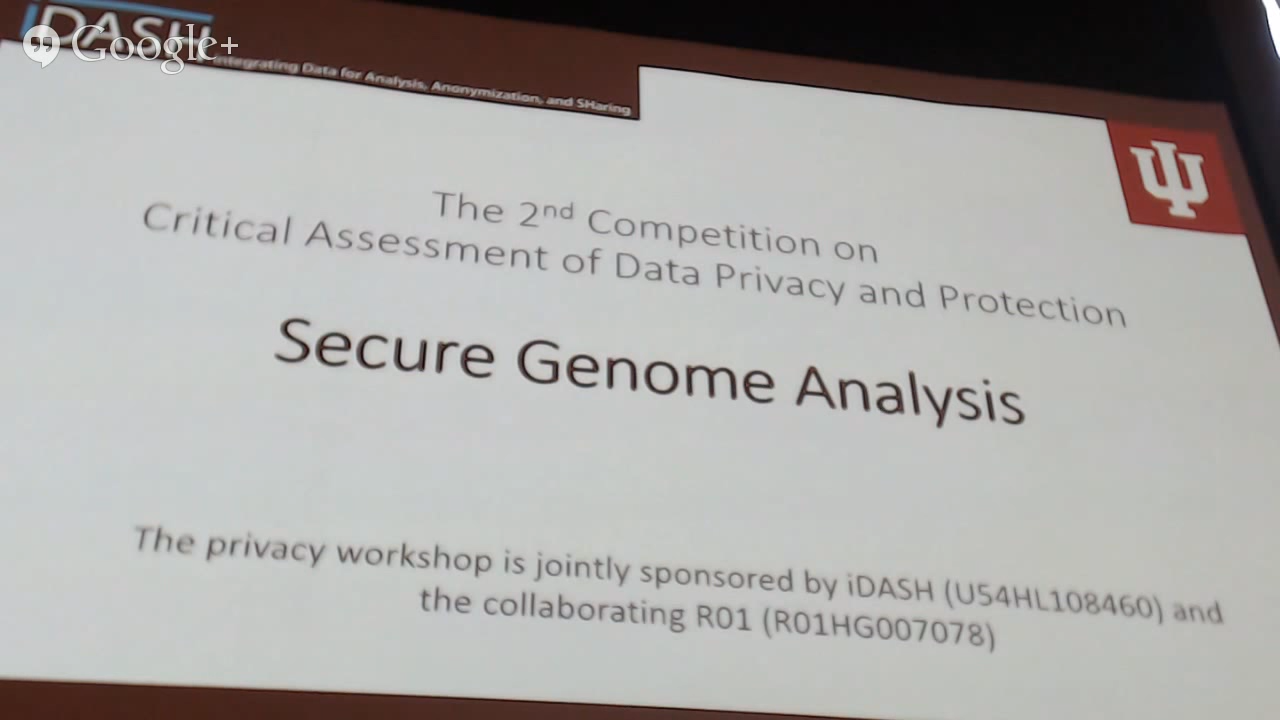 iDASH
Google+
integrating Data for Analysis, Anonymization, and SHaring
The 2nd Competition on
Critical Assessment of Data Privacy and Protection
Secure Genome Analysis
The privacy workshop is jointly sponsored by iDASH (U54HL108460) and
the collaborating R01 (R01HG007078)